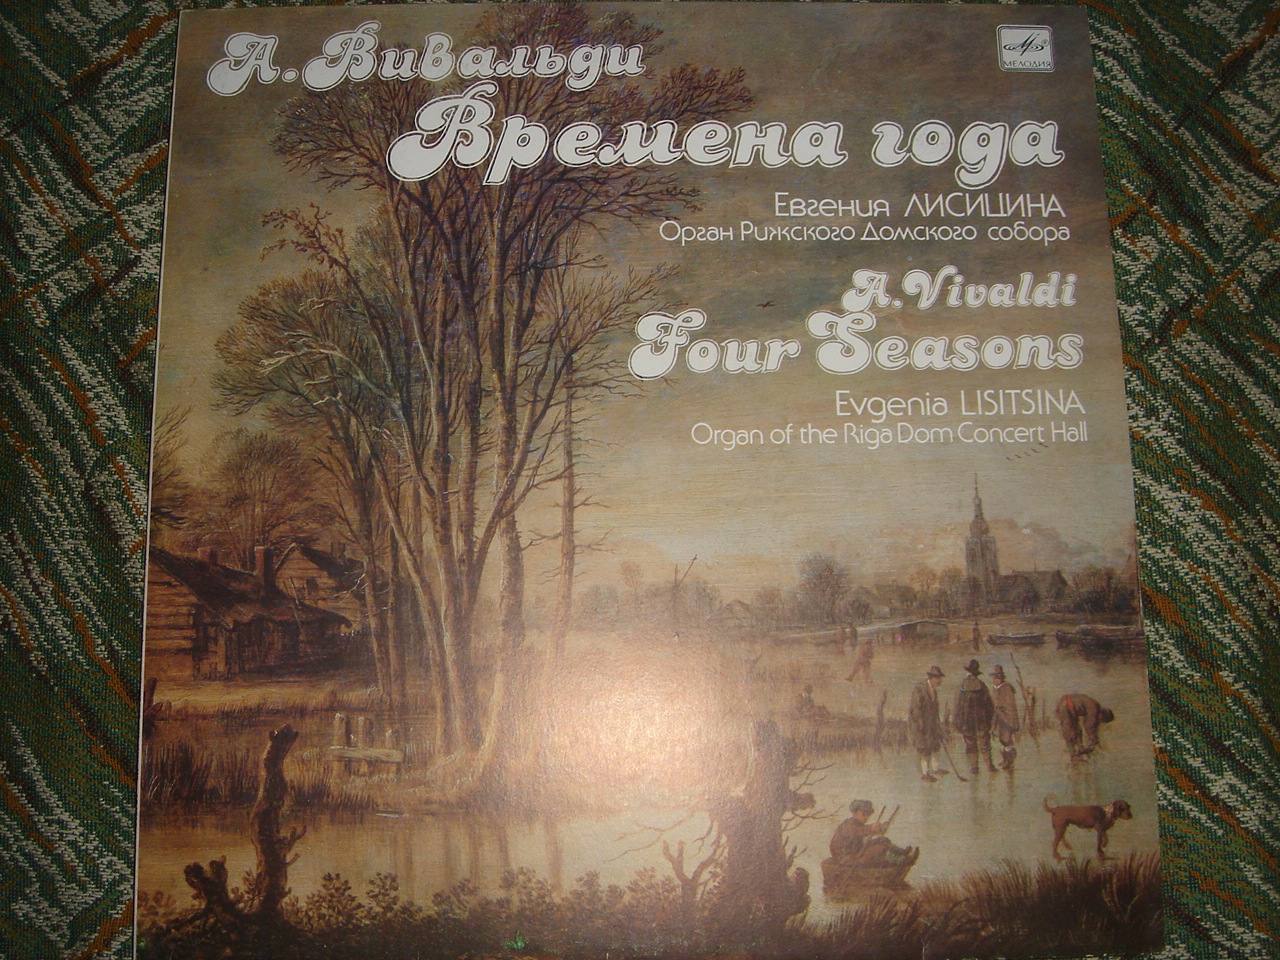 А. Вивальди
МЕЛОДИЯ
Времена года
Евгения ЛИСИЦИНА
Орган Рижского Домского собора
A. Vivaldi
Four Seasons
Evgenia LISITSINA
Organ of the Riga Dom Concert Hall